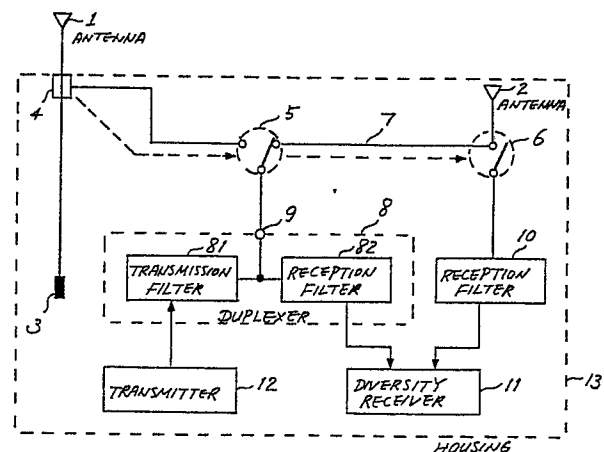 1
ANTENNA
4
5
7
2
ANTENNA
6
9
8
81
82
10
TRANSMISSION
FILTER
RECEPTION
FILTER
RECEPTION
FILTER
3
DUPLEXER
TRANSMITTER
12
DIVERSITY
RECEIVER
11
13
HOUSING